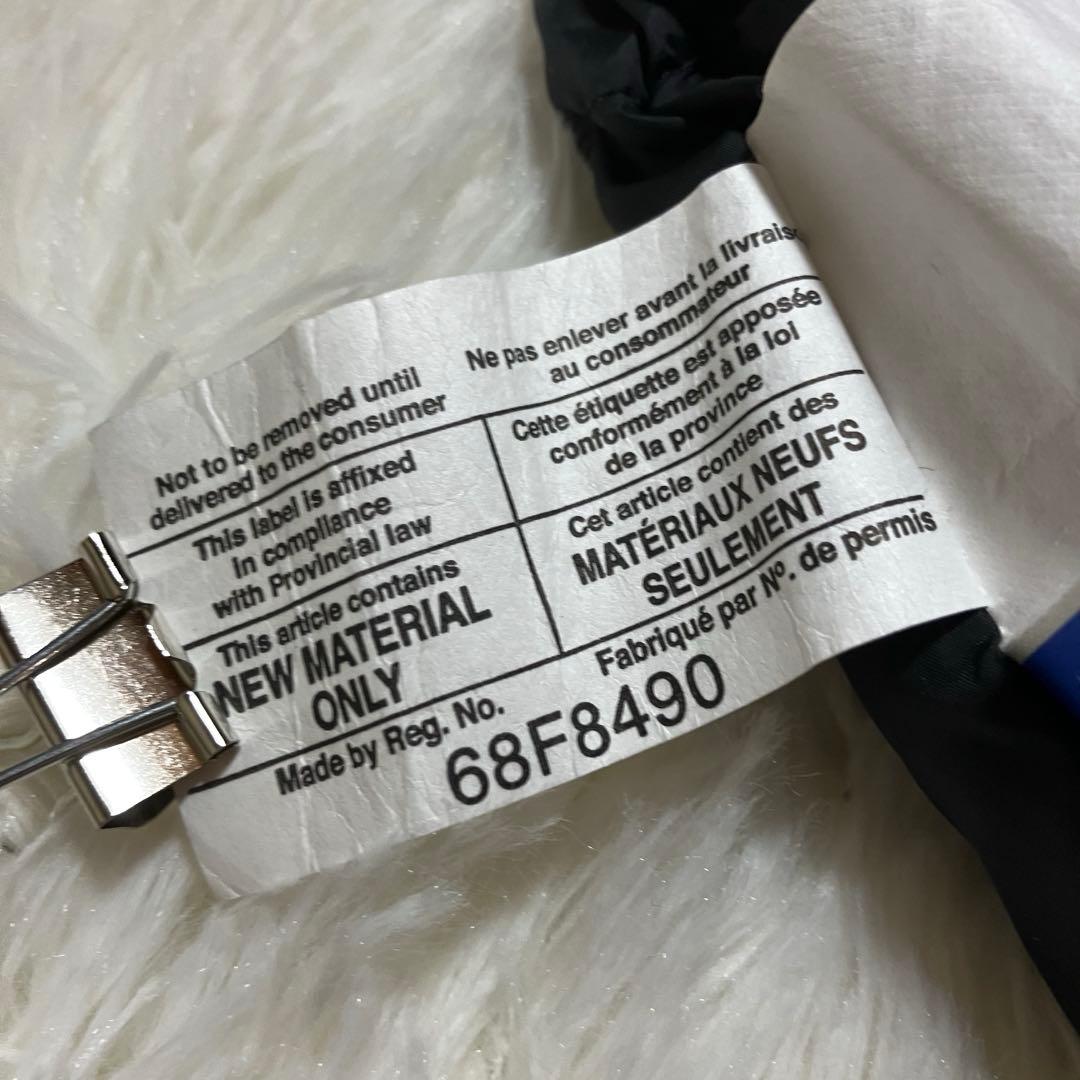 Not to be removed until
delivered to the consumer
Ne pas enlever avant la
au consommateur
This label is affixed
in compliance
with Provincial law
Cette étiquette est apposée
conformément à la loi
de la province
This article contains
NEW MATERIAL
ONLY
Cet article contient des
MATÉRIAUX NEUFS
SEULEMENT
Made by Reg. No.
Fabriqué par Nº. de permis
68F8490